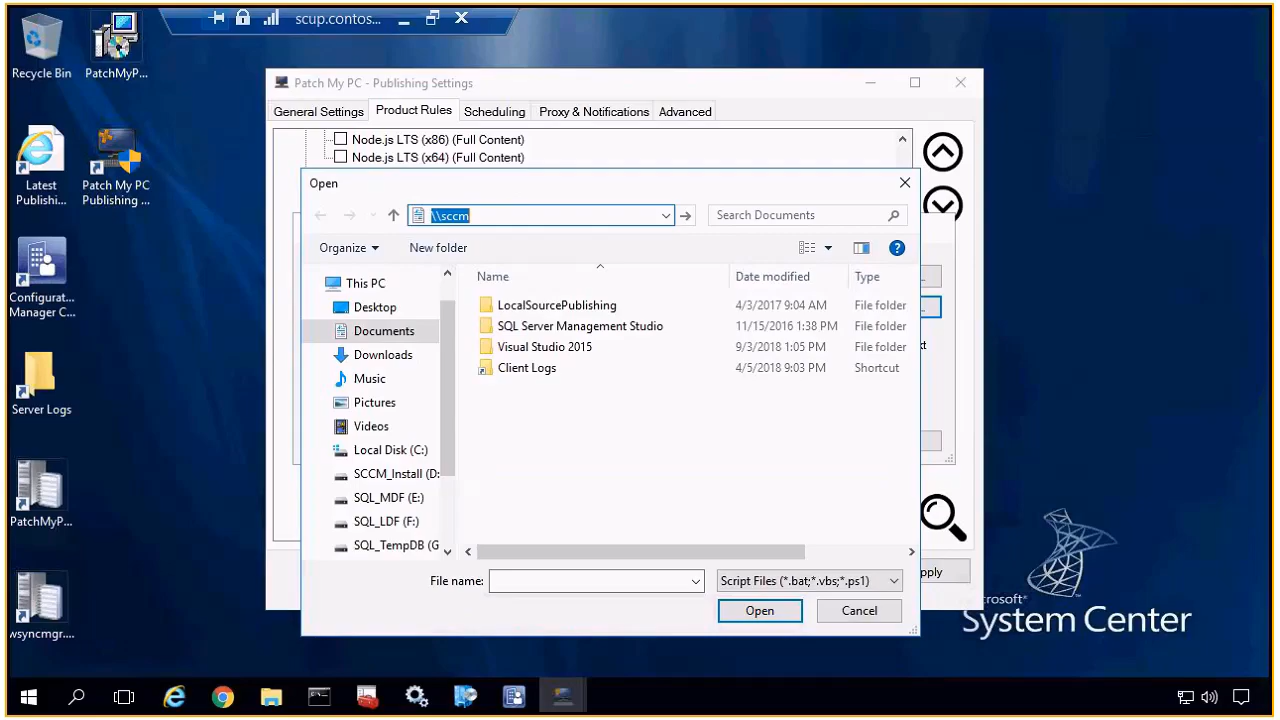 scup.contos...
Recycle Bin
PatchMyP...
Latest
Publishi...
Patch My PC
Publishing ...
Configurat...
Manager C...
Server Logs
PatchMyP...
wsyncmgr....
Patch My PC - Publishing Settings
General Settings Product Rules Scheduling Proxy & Notifications Advanced
Node.js LTS (x86) (Full Content)
Node.js LTS (x64) (Full Content)
Open
\\sccm
Search Documents
Organize New folder
This PC
Desktop
Documents
Downloads
Music
Pictures
Videos
Local Disk (C:)
SCCM_Install (D:
SQL_MDF (E:)
SQL_LDF (F:)
SQL_TempDB (G
Name Date modified Type
LocalSourcePublishing 4/3/2017 9:04 AM File folder
SQL Server Management Studio 11/15/2016 1:38 PM File folder
Visual Studio 2015 9/3/2018 1:05 PM File folder
Client Logs 4/5/2018 9:03 PM Shortcut
File name: Script Files (*.bat;*.vbs;*.ps1)
Open Cancel
xt
pply
crosoft®
System Center